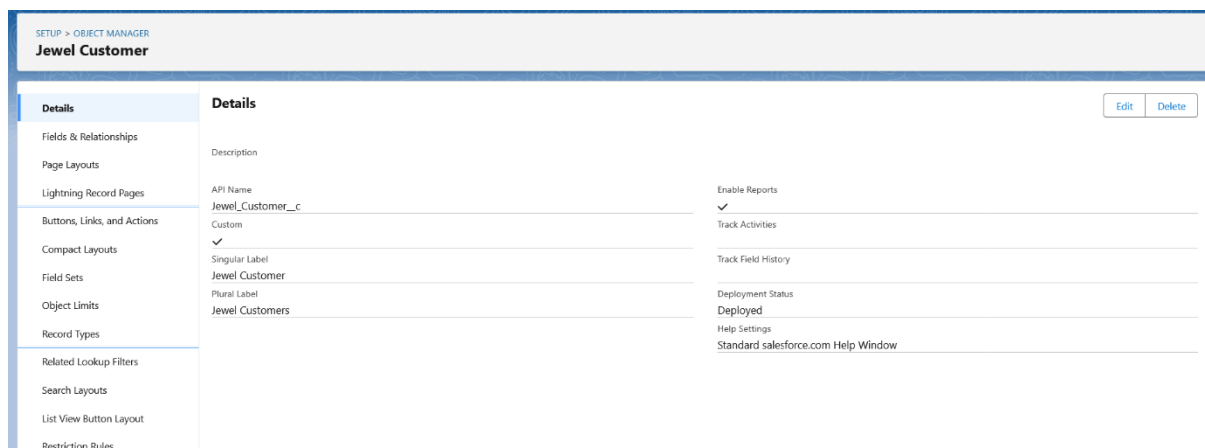 SETUP > OBJECT MANAGER
Jewel Customer
Details
Fields & Relationships
Page Layouts
Lightning Record Pages
Buttons, Links, and Actions
Compact Layouts
Field Sets
Object Limits
Record Types
Related Lookup Filters
Search Layouts
List View Button Layout
Restriction Rules
Details
Edit
Delete
Description
API Name
Jewel_Customer__c
Custom
Singular Label
Jewel Customer
Plural Label
Jewel Customers
Enable Reports
Track Activities
Track Field History
Deployment Status
Deployed
Help Settings
Standard salesforce.com Help Window